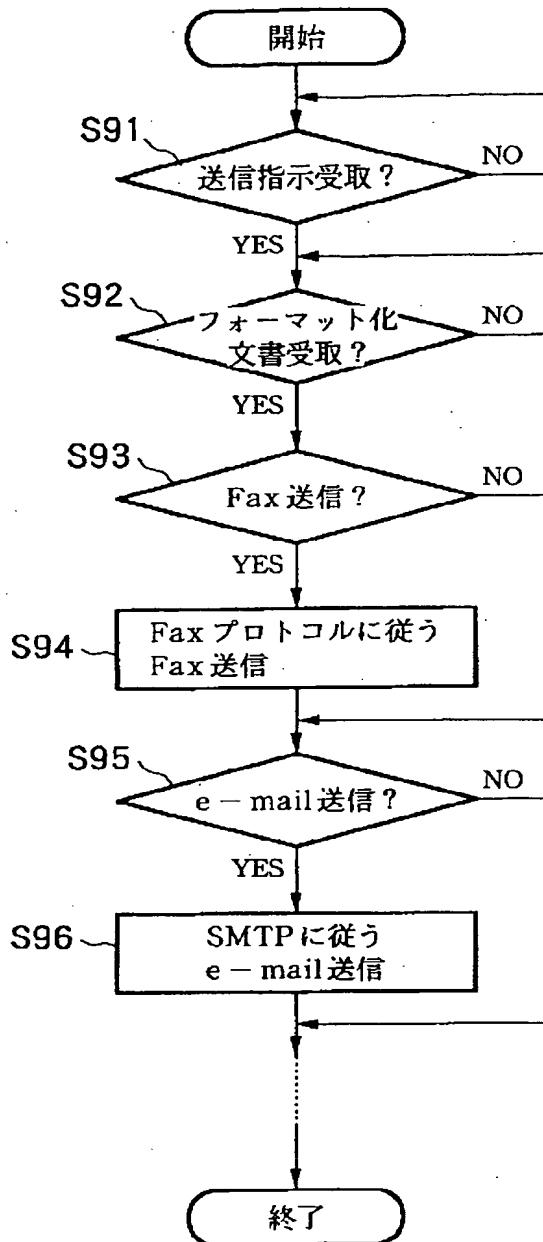 開始
S91
送信指示受取？
NO
YES
S92
フォーマット化
文書受取？
NO
YES
S93
Fax送信？
NO
YES
S94
Faxプロトコルに従う
Fax送信
S95
e－mail送信？
NO
YES
S96
SMTPに従う
e－mail送信
終了